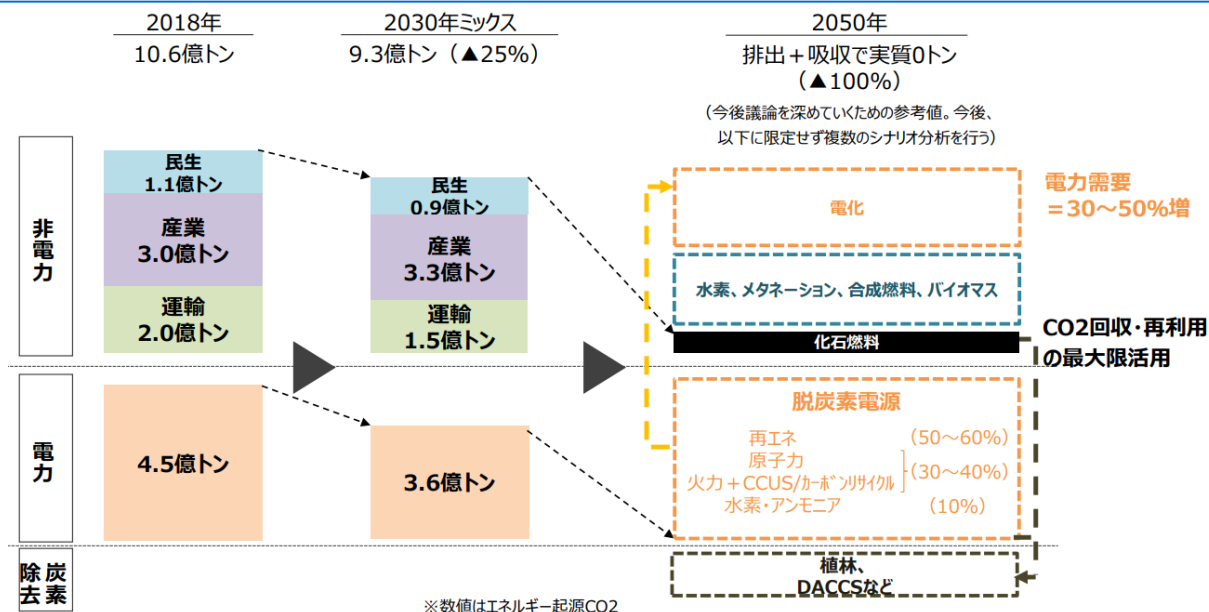 2018年
10.6億トン
2030年ミックス
9.3億トン（▲25%）
2050年
排出＋吸収で実質0トン
（▲100%）
（今後議論を深めていくための参考値。今後、
以下に限定せず複数のシナリオ分析を行う）
非電力
民生
1.1億トン
産業
3.0億トン
運輸
2.0億トン
民生
0.9億トン
産業
3.3億トン
運輸
1.5億トン
電化
水素、メタネーション、合成燃料、バイオマス
化石燃料
電力需要
＝30～50%増
CO2回収・再利用
の最大限活用
電力
4.5億トン
3.6億トン
脱炭素電源
再エネ （50～60%）
原子力
火力＋CCUS/カーボンリサイクル （30～40%）
水素・アンモニア （10%）
炭素
除去
植林、
DACCSなど
※数値はエネルギー起源CO2